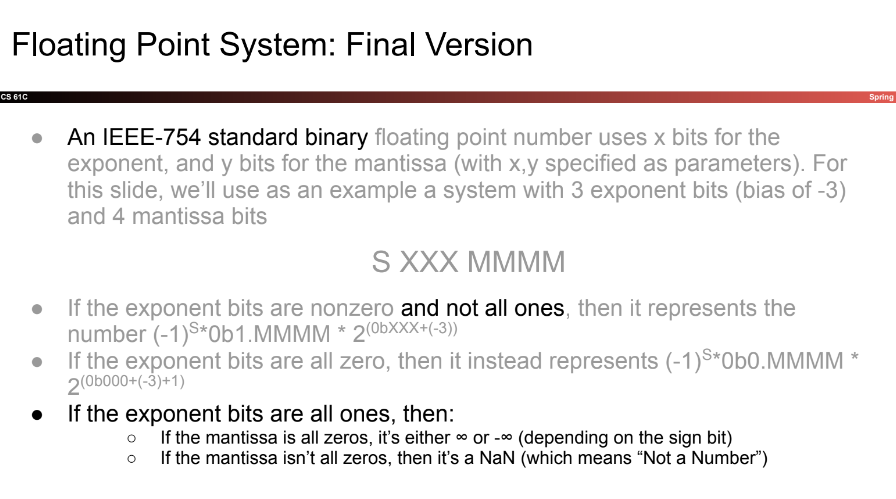 Floating Point System: Final Version
CS 61C
Spring
● An IEEE-754 standard binary floating point number uses x bits for the
exponent, and y bits for the mantissa (with x,y specified as parameters). For
this slide, we’ll use as an example a system with 3 exponent bits (bias of -3)
and 4 mantissa bits
S XXX MMMM
● If the exponent bits are nonzero and not all ones, then it represents the
number (-1)^S*0b1.MMMM * 2^(0bXXX+(-3))
● If the exponent bits are all zero, then it instead represents (-1)^S*0b0.MMMM *
2^(0b000+(-3)+1)
● If the exponent bits are all ones, then:
○ If the mantissa is all zeros, it’s either ∞ or -∞ (depending on the sign bit)
○ If the mantissa isn’t all zeros, then it’s a NaN (which means “Not a Number”)